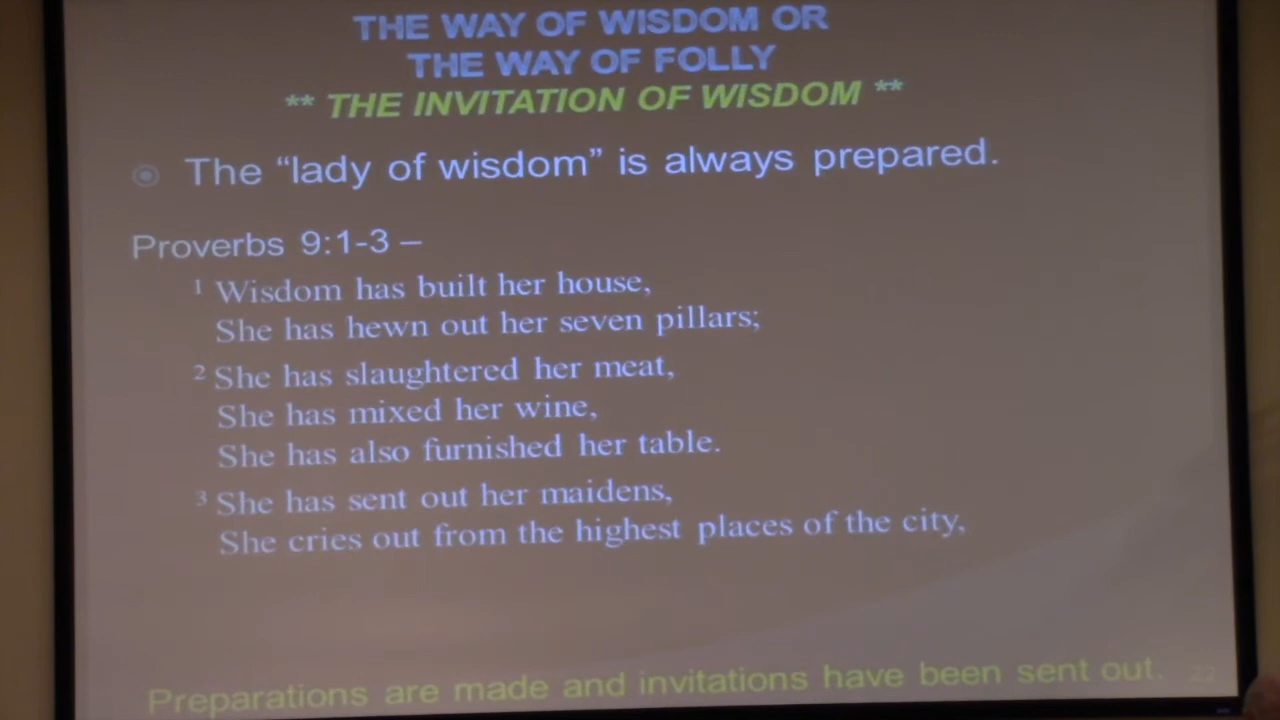 THE WAY OF WISDOM OR
THE WAY OF FOLLY
** THE INVITATION OF WISDOM **
The “lady of wisdom” is always prepared.
Proverbs 9:1-3 –
1 Wisdom has built her house,
She has hewn out her seven pillars;
2 She has slaughtered her meat,
She has mixed her wine,
She has also furnished her table.
3 She has sent out her maidens,
She cries out from the highest places of the city,
Preparations are made and invitations have been sent out.